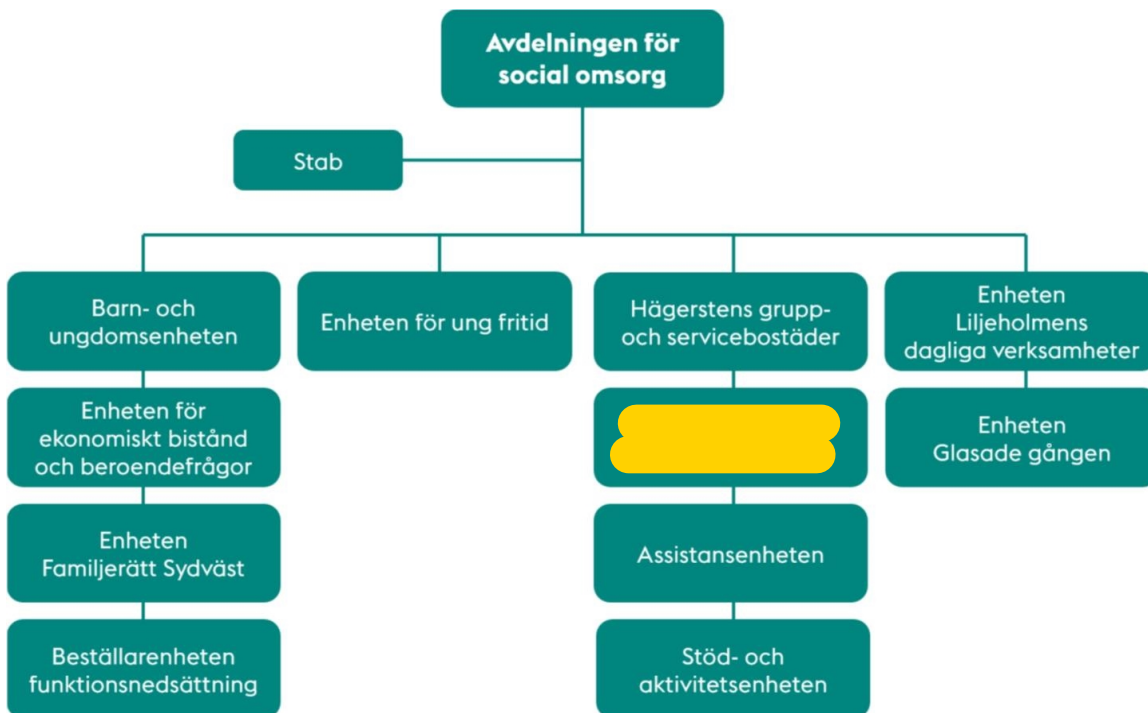 Avdelningen för
social omsorg
Stab
Barn- och
ungdomsenheten
Enheten för
ekonomiskt bistånd
och beroendefrågor
Enheten
Familjerätt Sydväst
Beställarenheten
funktionsnedsättning
Enheten för ung fritid
Hägerstens grupp-
och servicebostäder
Assistansenheten
Stöd- och
aktivitetsenheten
Enheten
Liljeholmens
dagliga verksamheter
Enheten
Glasade gången